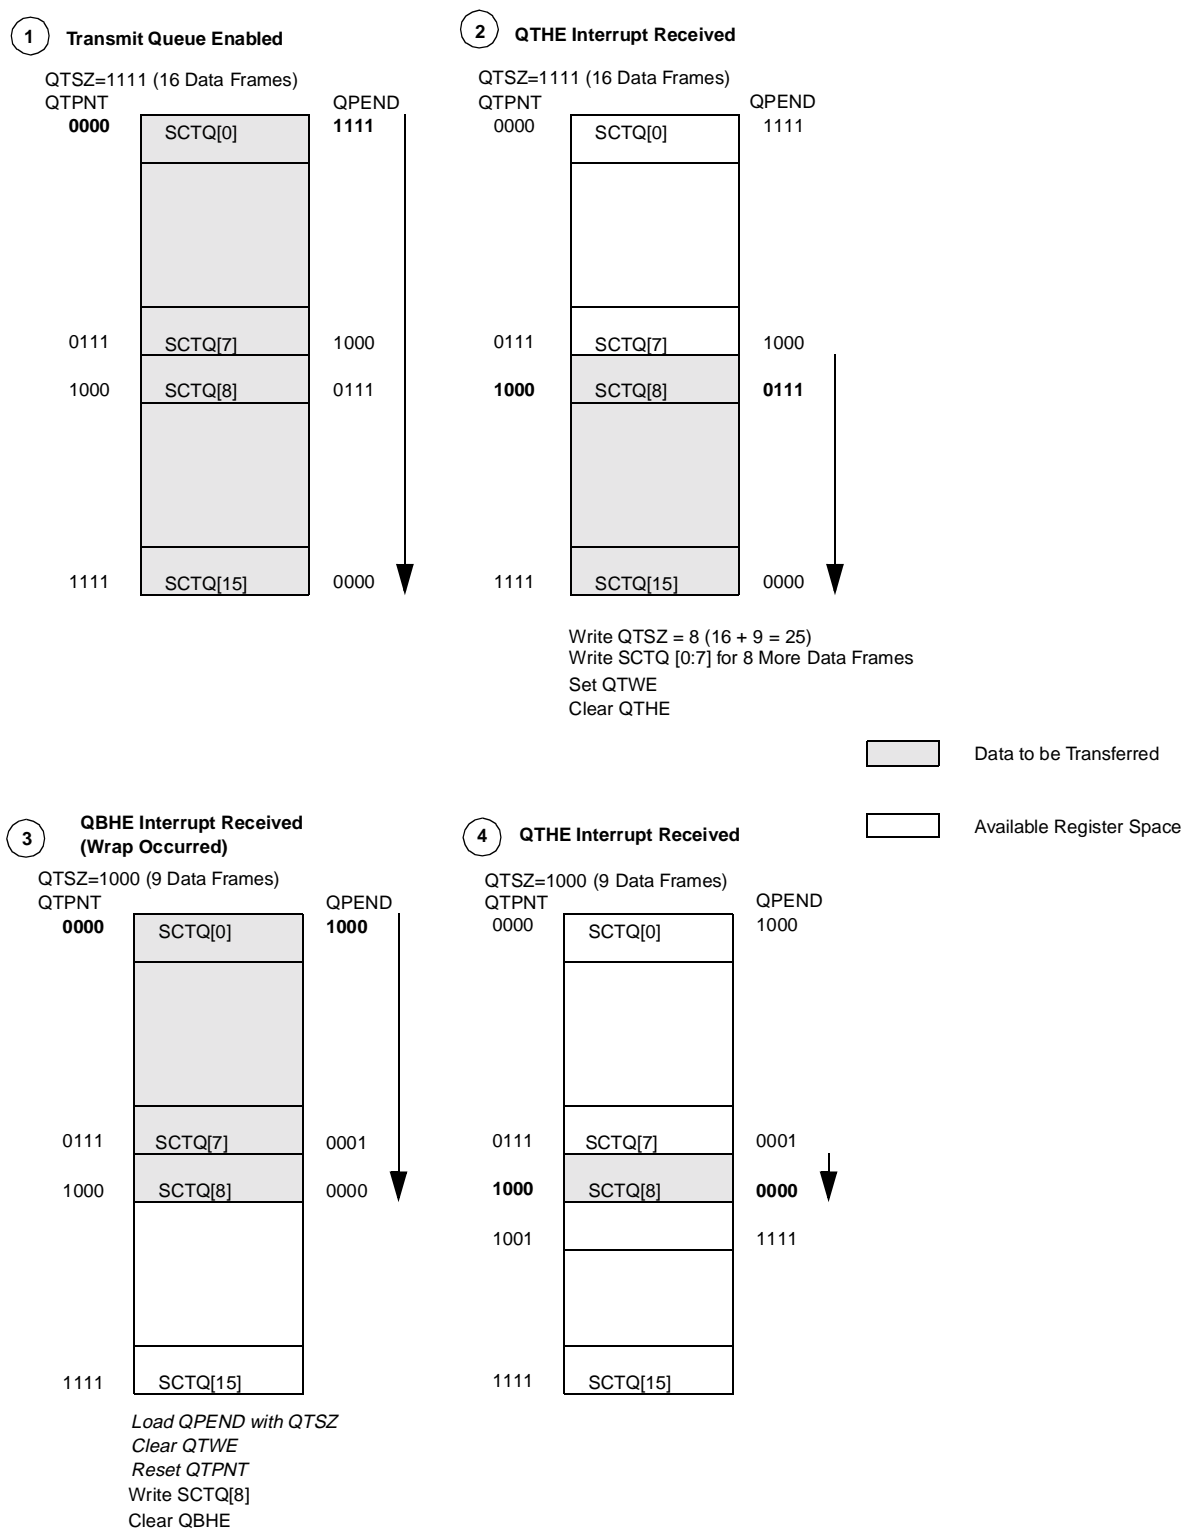 1 Transmit Queue Enabled
QTSZ=1111 (16 Data Frames)
QTPNT QPEND
0000 SCTQ[0] 1111
0111 SCTQ[7] 1000
1000 SCTQ[8] 0111
1111 SCTQ[15] 0000
2 QTHE Interrupt Received
QTSZ=1111 (16 Data Frames)
QTPNT QPEND
0000 SCTQ[0] 1111
0111 SCTQ[7] 1000
1000 SCTQ[8] 0111
1111 SCTQ[15] 0000
Write QTSZ = 8 (16 + 9 = 25)
Write SCTQ [0:7] for 8 More Data Frames
Set QTWE
Clear QTHE
Data to be Transferred
Available Register Space
3 QBHE Interrupt Received
(Wrap Occurred)
QTSZ=1000 (9 Data Frames)
QTPNT QPEND
0000 SCTQ[0] 1000
0111 SCTQ[7] 0001
1000 SCTQ[8] 0000
1111 SCTQ[15]
Load QPEND with QTSZ
Clear QTWE
Reset QTPNT
Write SCTQ[8]
Clear QBHE
4 QTHE Interrupt Received
QTSZ=1000 (9 Data Frames)
QTPNT QPEND
0000 SCTQ[0] 1000
0111 SCTQ[7] 0001
1000 SCTQ[8] 0000
1001 1111
1111 SCTQ[15]